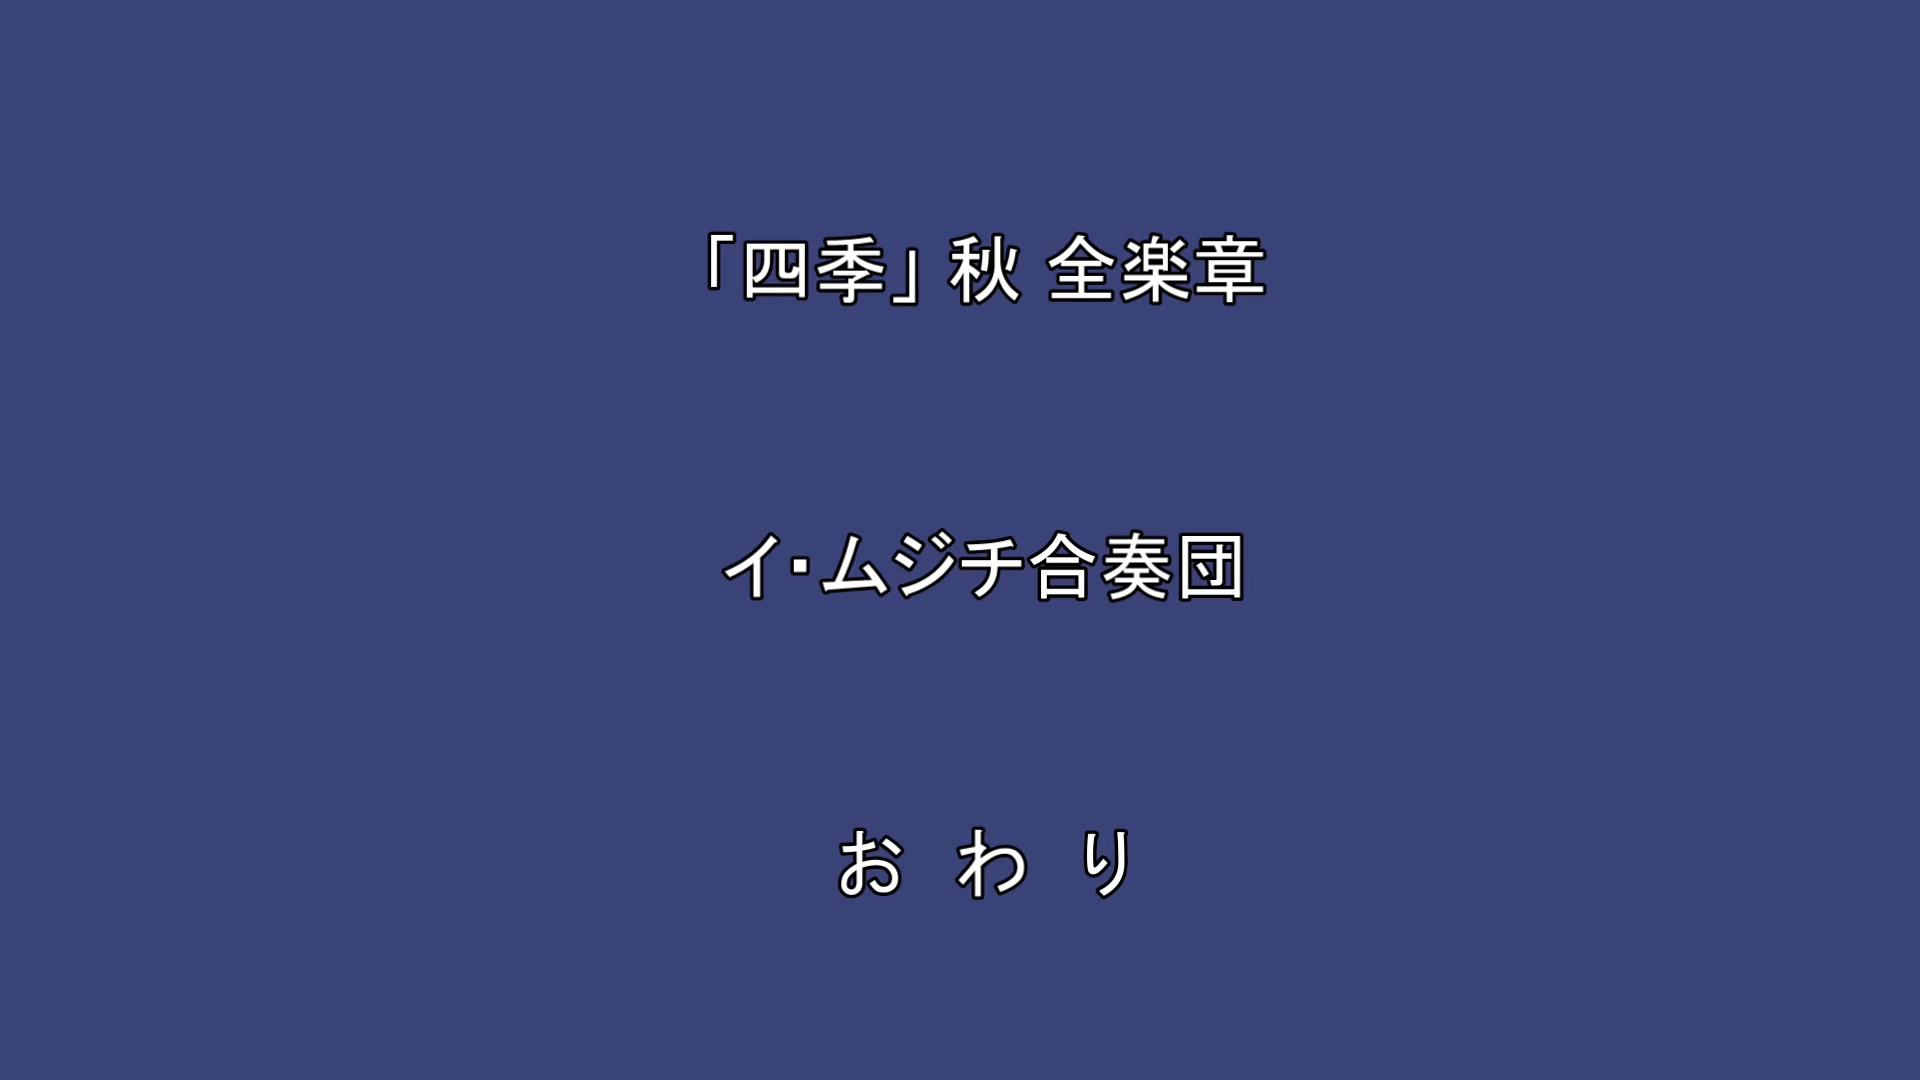 「四季」 秋 全楽章
イ・ムジチ合奏団
お わ り